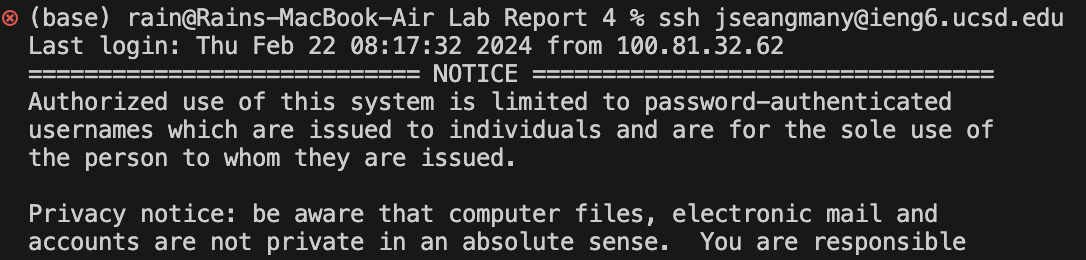 (base) rain@Rains-MacBook-Air Lab Report 4 % ssh jseangmany@ieng6.ucsd.edu
Last login: Thu Feb 22 08:17:32 2024 from 100.81.32.62
============================ NOTICE =================================
Authorized use of this system is limited to password-authenticated
usernames which are issued to individuals and are for the sole use of
the person to whom they are issued.
Privacy notice: be aware that computer files, electronic mail and
accounts are not private in an absolute sense.  You are responsible